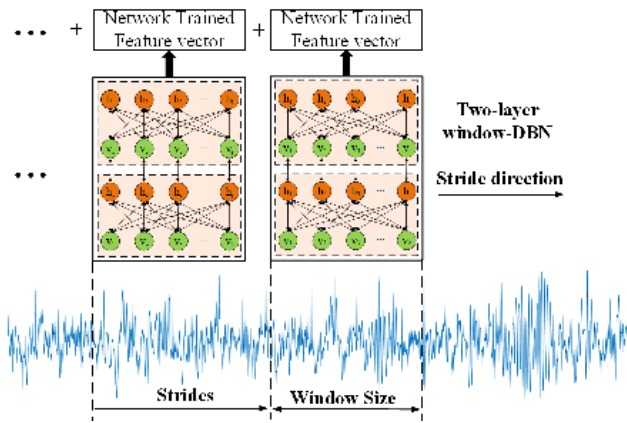 ... + Network Trained Feature vector + Network Trained Feature vector
Two-layer
window-DBN
...
Stride direction
Strides
Window Size